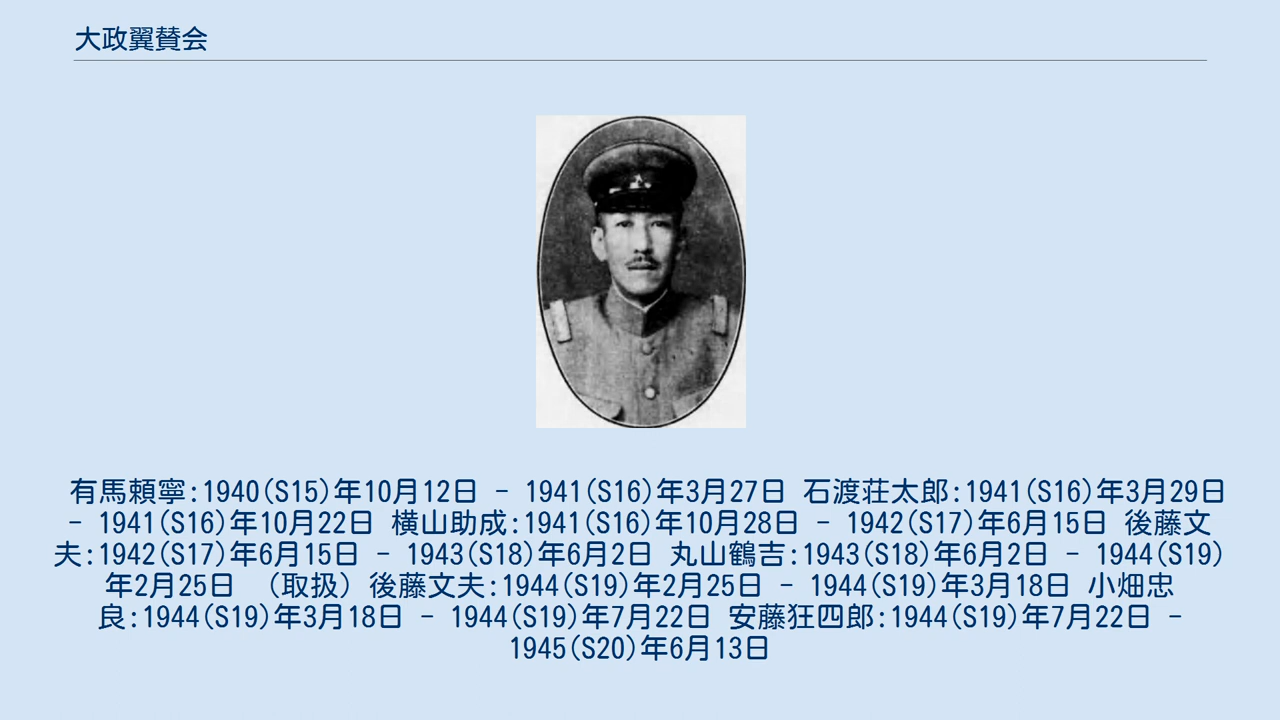 大政翼賛会
有馬頼寧:1940(S15)年10月12日 - 1941(S16)年3月27日 石渡荘太郎:1941(S16)年3月29日
- 1941(S16)年10月22日 横山助成:1941(S16)年10月28日 - 1942(S17)年6月15日 後藤文
夫:1942(S17)年6月15日 - 1943(S18)年6月2日 丸山鶴吉:1943(S18)年6月2日 - 1944(S19)
年2月25日 (取扱) 後藤文夫:1944(S19)年2月25日 - 1944(S19)年3月18日 小畑忠
良:1944(S19)年3月18日 - 1944(S19)年7月22日 安藤狂四郎:1944(S19)年7月22日 -
1945(S20)年6月13日